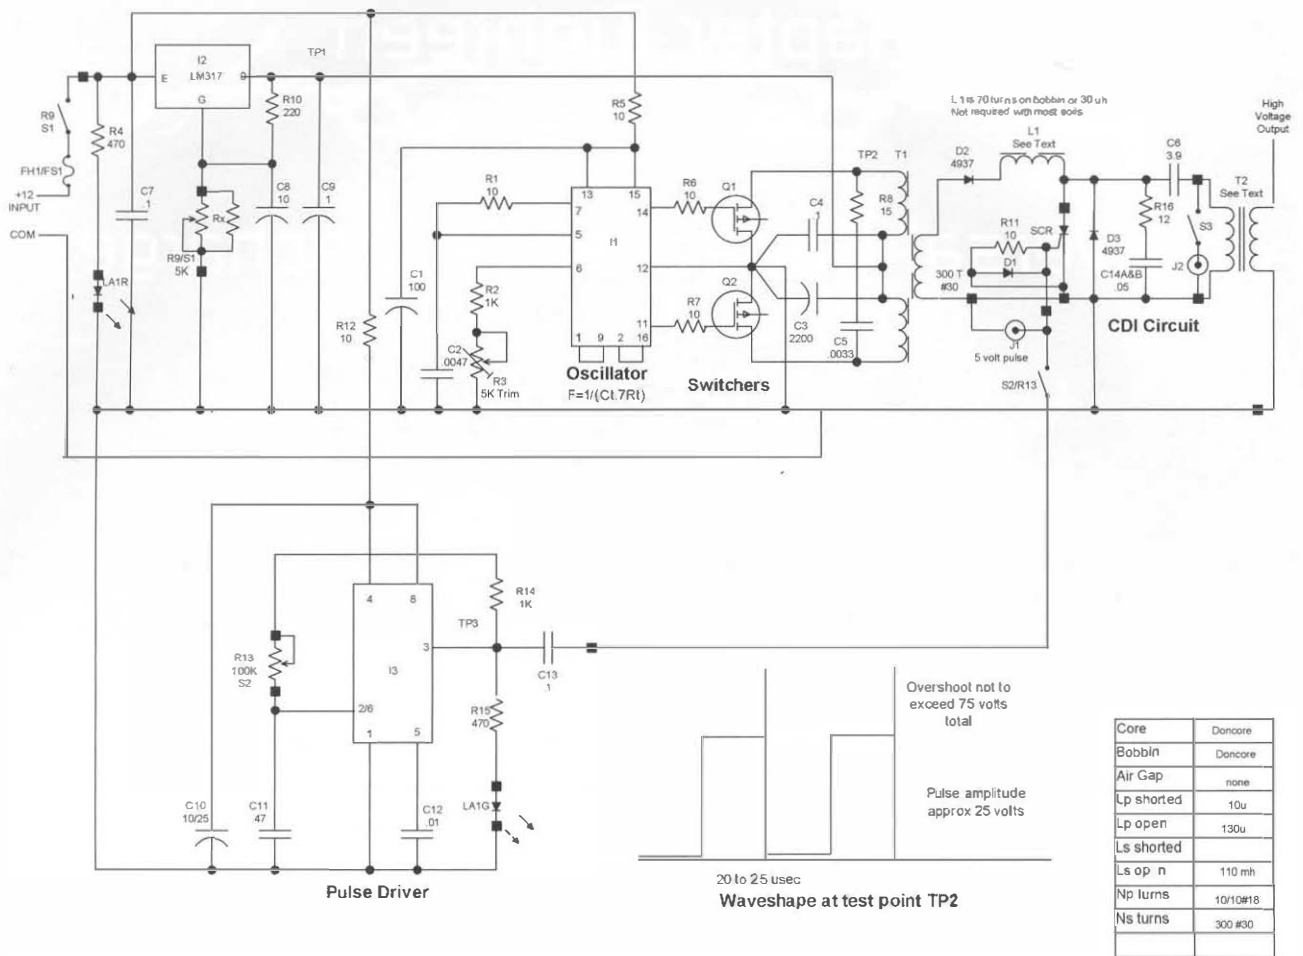 I2
LM317
E
0
G
TP1
R9
S1
FH1/FS1
+12
INPUT
COM
R4
470
C7
.1
LA1R
R10
220
Rx
R9/S1
5K
C8
10
C9
1
R12
10
C1
100
R5
10
R1
10
13
15
7
5
6
14
12
11
1
9
2
16
R2
1K
C2
.0047
R3
5K Trim
Oscillator
F=1/(Ct.7Rt)
R6
10
Q1
R7
10
Q2
Switchers
C4
.1
C3
2200
TP2
T1
R8
15
C5
.0033
300 T
#30
L 1 is 70 turns on bobbin or 30 uh
Not required with most coils
D2
4937
L1
See Text
R11
10
D1
SCR
J1
5 volt pulse
S2/R13
D3
4937
C6
3.9
R16
12
C14A&B
.05
S3
J2
CDI Circuit
High
Voltage
Output
T2
See Text
4
8
3
I3
2/6
1
5
R13
100K
S2
R14
1K
TP3
C13
.1
R15
470
LA1G
C10
10/25
C11
47
C12
.01
Pulse Driver
Overshoot not to
exceed 75 volts
total
Pulse amplitude
approx 25 volts
20 to 25 usec
Waveshape at test point TP2
Core Doncore
Bobbin Doncore
Air Gap none
Lp shorted 10u
Lp open 130u
Ls shorted
Ls op n 110 mh
Np turns 10/10#18
Ns turns 300 #30